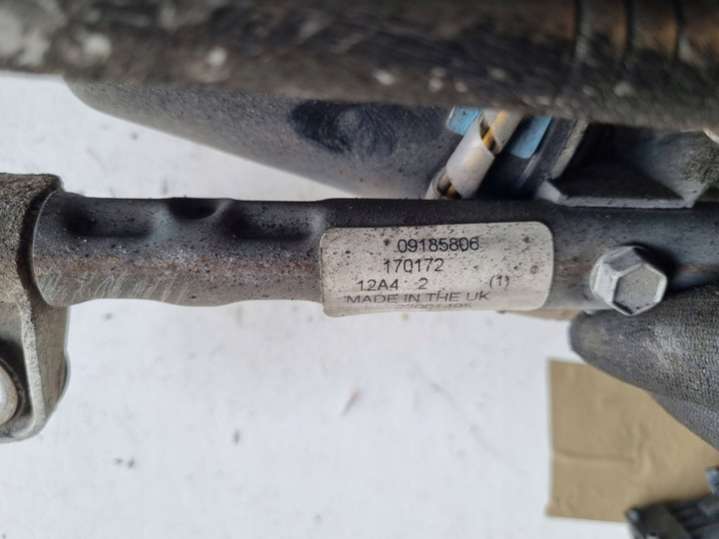 09185806
170172
12A4 2 (1)
MADE IN THE UK